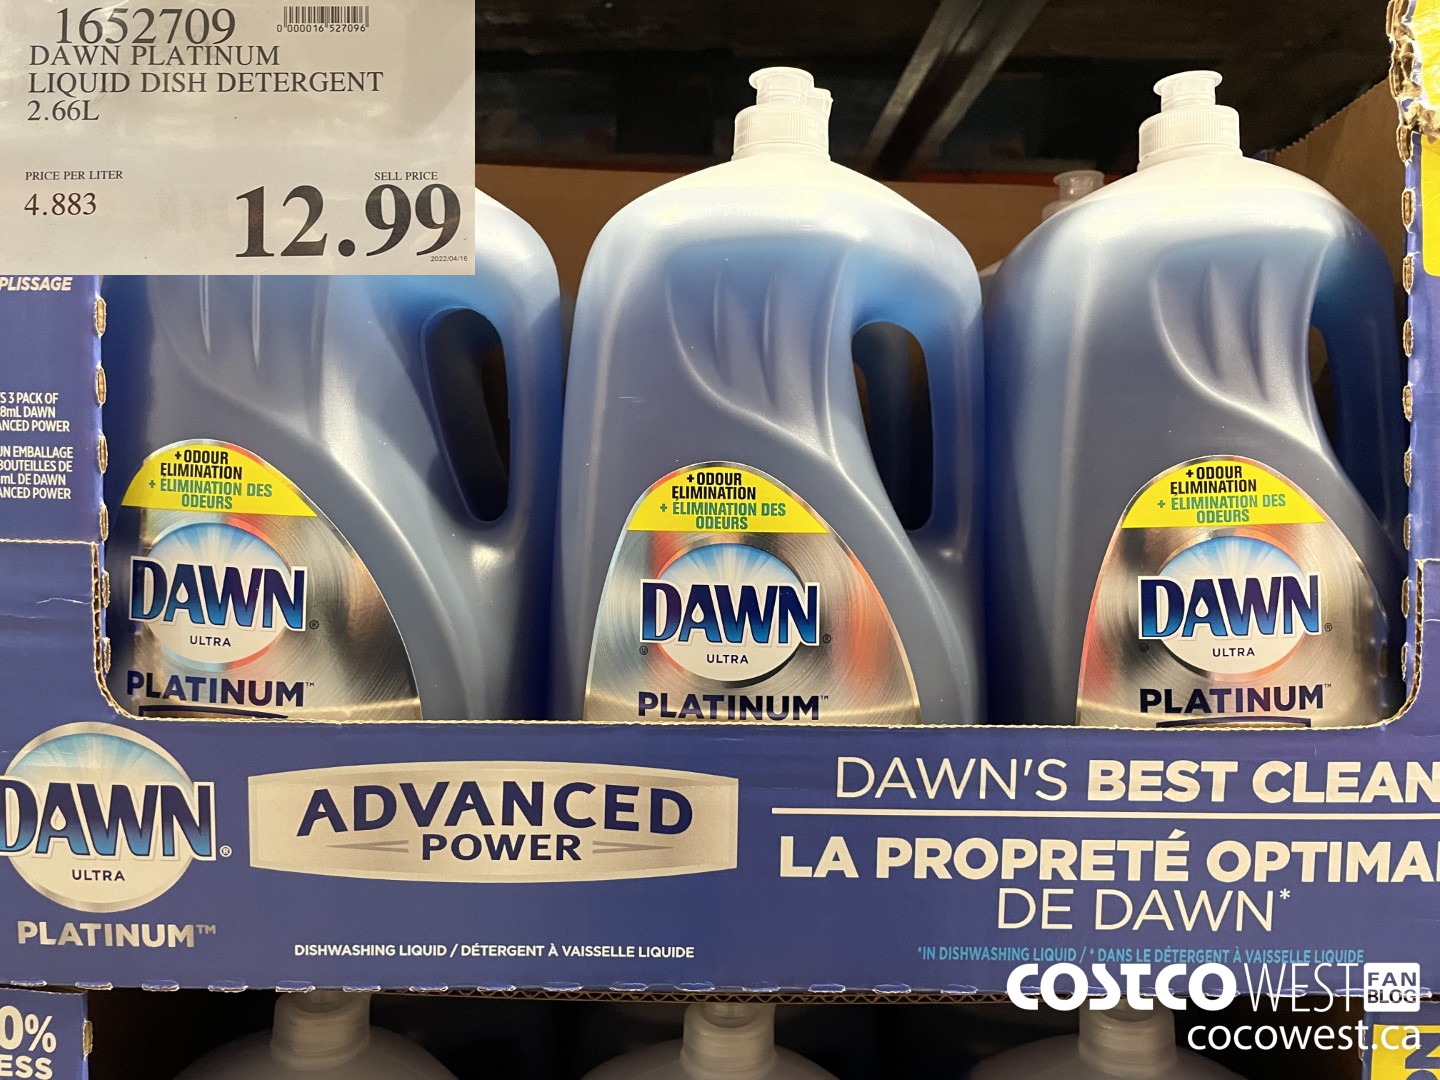 1652709
0"000016"527096"
DAWN PLATINUM
LIQUID DISH DETERGENT
2.66L
PRICE PER LITER
4.883
SELL PRICE
12.99
2022/04/16
PLISSAGE
S 3 PACK OF
8mL DAWN
ANCED POWER
UN EMBALLAGE
BOUTEILLES DE
mL DE DAWN
ANCED POWER
+ODOUR
ELIMINATION
+ ÉLIMINATION DES
ODEURS
DAWN®
ULTRA
PLATINUM™
+ODOUR
ELIMINATION
+ ÉLIMINATION DES
ODEURS
DAWN®
ULTRA
PLATINUM™
+ODOUR
ELIMINATION
+ ÉLIMINATION DES
ODEURS
DAWN®
ULTRA
PLATINUM™
DAWN®
ULTRA
PLATINUM™
ADVANCED
POWER
DISHWASHING LIQUID / DÉTERGENT À VAISSELLE LIQUIDE
DAWN'S BEST CLEAN
LA PROPRETÉ OPTIMA
DE DAWN*
*IN DISHWASHING LIQUID / * DANS LE DÉTERGENT À VAISSELLE LIQUIDE
COSTCO WEST FAN BLOG
cocowest.ca
0%
ESS